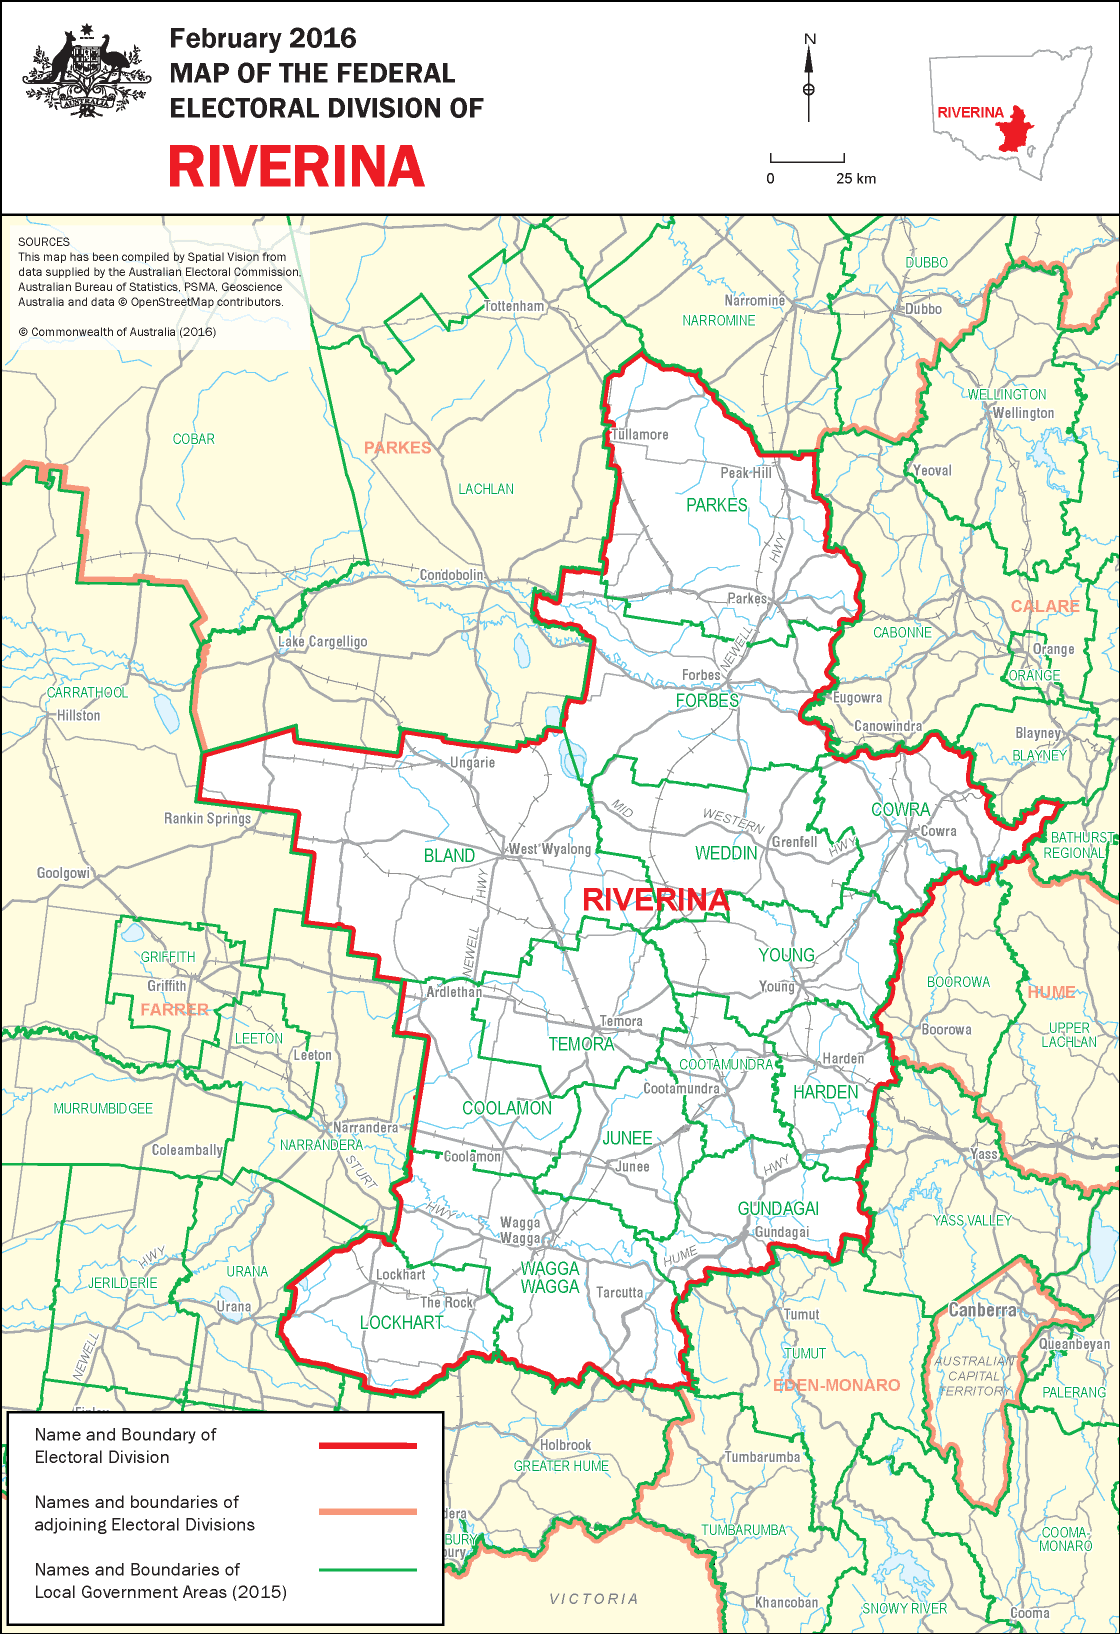 February 2016
MAP OF THE FEDERAL
ELECTORAL DIVISION OF
RIVERINA
AUSTRALIA
N
0 25 km
RIVERINA
SOURCES
This map has been compiled by Spatial Vision from
data supplied by the Australian Electoral Commission.
Australian Bureau of Statistics, PSMA, Geoscience
Australia and data © OpenStreetMap contributors.
© Commonwealth of Australia (2016)
DUBBO
Tottenham
Narromine
Dubbo
NARROMINE
WELLINGTON
Wellington
COBAR
PARKES
Tullamore
Peak Hill
Yeoval
LACHLAN
PARKES
HWY
Condobolin
Parkes
CALARE
CABONNE
Lake Cargelligo
NEWELL
Orange
Forbes
ORANGE
CARRATHOOL
Hillston
FORBES
Eugowra
Canowindra
Blayney
BLAYNEY
Ungarie
Rankin Springs
MID
WESTERN
HWY
COWRA
Cowra
BATHURST
REGIONAL
Grenfell
BLAND
West Wyalong
WEDDIN
Goolgowi
HWY
RIVERINA
NEWELL
GRIFFITH
YOUNG
Griffith
Ardlethan
Young
BOOROWA
HUME
FARRER
Temora
Boorowa
UPPER
LACHLAN
LEETON
TEMORA
Leeton
COOTAMUNDRA
Harden
Cootamundra
HARDEN
MURRUMBIDGEE
COOLAMON
Narrandera
JUNEE
NARRANDERA
Coleambally
Coolamon
Junee
Yass
STURT
HWY
HWY
GUNDAGAI
Wagga
Wagga
Gundagai
YASS VALLEY
HWY
HUME
JERILDERIE
URANA
Lockhart
WAGGA
WAGGA
Tarcutta
Urana
The Rock
LOCKHART
Tumut
Canberra
NEWELL
TUMUT
Queanbeyan
AUSTRALIAN
CAPITAL
TERRITORY
EDEN-MONARO
PALERANG
Name and Boundary of
Electoral Division
Names and boundaries of
adjoining Electoral Divisions
Names and Boundaries of
Local Government Areas (2015)
Holbrook
GREATER HUME
Tumbarumba
TUMBARUMBA
COOMA-
MONARO
VICTORIA
Khancoban
SNOWY RIVER
Cooma